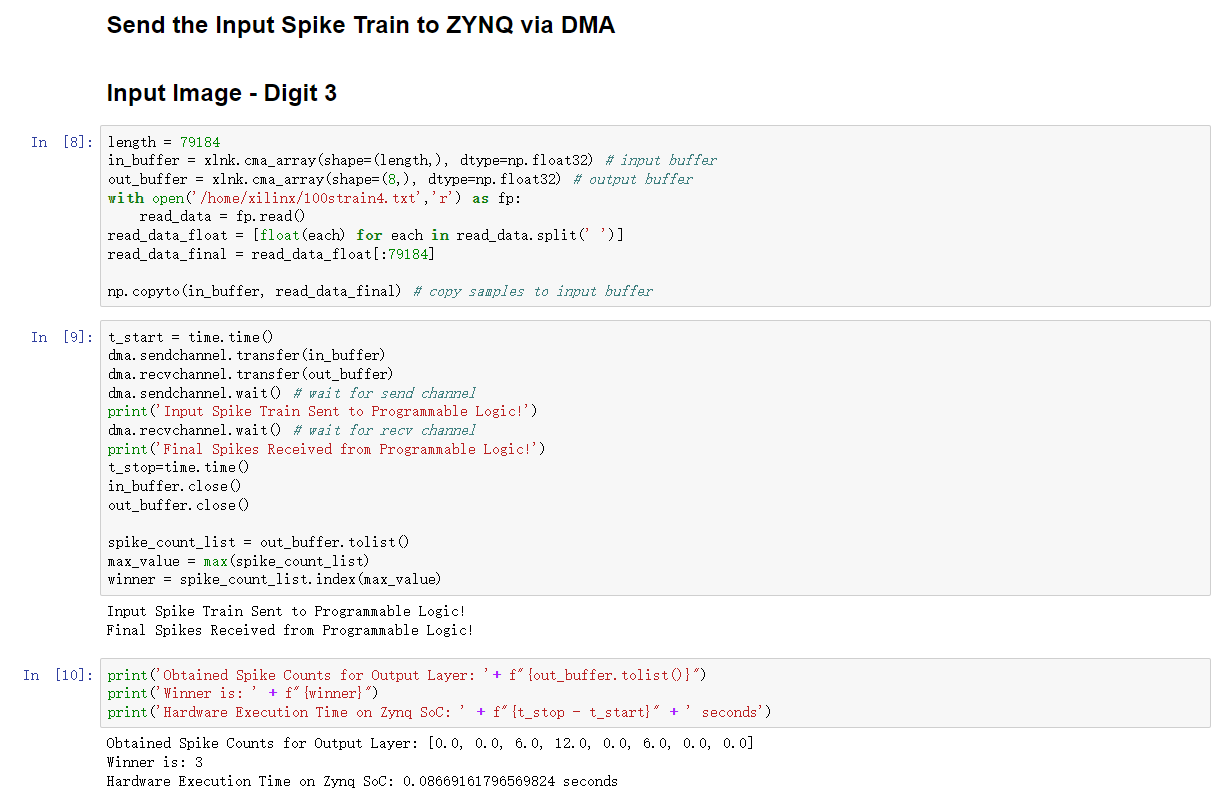 Send the Input Spike Train to ZYNQ via DMA
Input Image - Digit 3
In [8]: length = 79184
in_buffer = xlnk.cma_array(shape=(length,), dtype=np.float32) # input buffer
out_buffer = xlnk.cma_array(shape=(8,), dtype=np.float32) # output buffer
with open('/home/xilinx/100strain4.txt','r') as fp:
    read_data = fp.read()
read_data_float = [float(each) for each in read_data.split(' ')]
read_data_final = read_data_float[:79184]
np.copyto(in_buffer, read_data_final) # copy samples to input buffer
In [9]: t_start = time.time()
dma.sendchannel.transfer(in_buffer)
dma.recvchannel.transfer(out_buffer)
dma.sendchannel.wait() # wait for send channel
print('Input Spike Train Sent to Programmable Logic!')
dma.recvchannel.wait() # wait for recv channel
print('Final Spikes Received from Programmable Logic!')
t_stop=time.time()
in_buffer.close()
out_buffer.close()
spike_count_list = out_buffer.tolist()
max_value = max(spike_count_list)
winner = spike_count_list.index(max_value)
Input Spike Train Sent to Programmable Logic!
Final Spikes Received from Programmable Logic!
In [10]: print('Obtained Spike Counts for Output Layer: '+ f"{out_buffer.tolist()}")
print('Winner is: ' + f"{winner}")
print('Hardware Execution Time on Zynq SoC: ' + f"{t_stop - t_start}" + ' seconds')
Obtained Spike Counts for Output Layer: [0.0, 0.0, 6.0, 12.0, 0.0, 6.0, 0.0, 0.0]
Winner is: 3
Hardware Execution Time on Zynq SoC: 0.08669161796569824 seconds